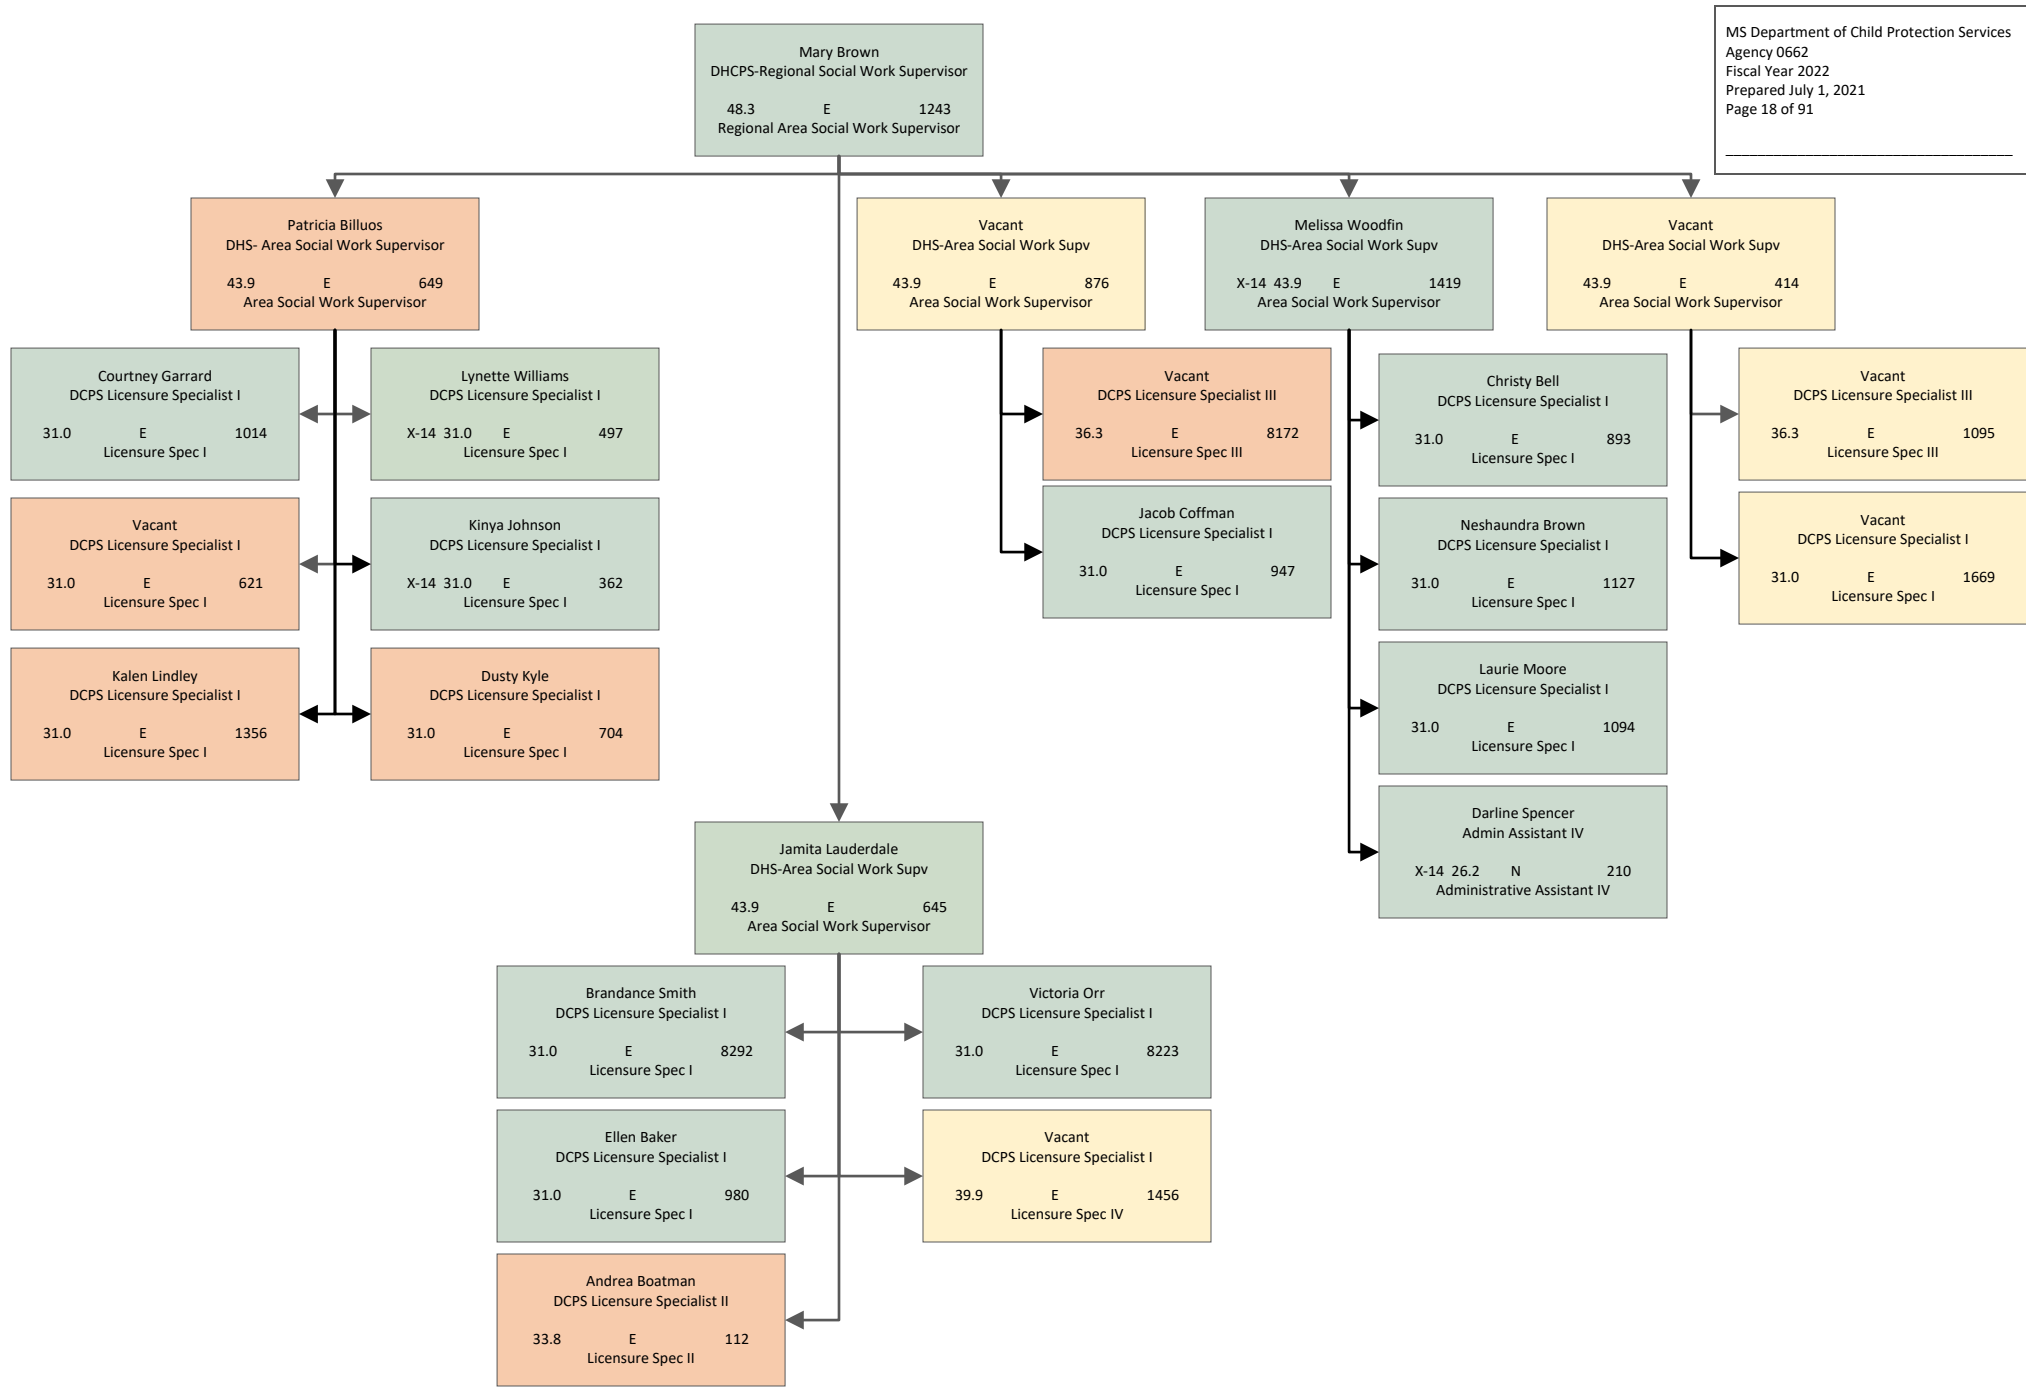 MS Department of Child Protection Services
Agency 0662
Fiscal Year 2022
Prepared July 1, 2021
Page 18 of 91
Mary Brown
DHCPS-Regional Social Work Supervisor
48.3 E 1243
Regional Area Social Work Supervisor
Patricia Billuos
DHS- Area Social Work Supervisor
43.9 E 649
Area Social Work Supervisor
Vacant
DHS-Area Social Work Supv
43.9 E 876
Area Social Work Supervisor
Melissa Woodfin
DHS-Area Social Work Supv
X-14 43.9 E 1419
Area Social Work Supervisor
Vacant
DHS-Area Social Work Supv
43.9 E 414
Area Social Work Supervisor
Courtney Garrard
DCPS Licensure Specialist I
31.0 E 1014
Licensure Spec I
Lynette Williams
DCPS Licensure Specialist I
X-14 31.0 E 497
Licensure Spec I
Vacant
DCPS Licensure Specialist I
31.0 E 621
Licensure Spec I
Kinya Johnson
DCPS Licensure Specialist I
X-14 31.0 E 362
Licensure Spec I
Kalen Lindley
DCPS Licensure Specialist I
31.0 E 1356
Licensure Spec I
Dusty Kyle
DCPS Licensure Specialist I
31.0 E 704
Licensure Spec I
Vacant
DCPS Licensure Specialist III
36.3 E 8172
Licensure Spec III
Jacob Coffman
DCPS Licensure Specialist I
31.0 E 947
Licensure Spec I
Christy Bell
DCPS Licensure Specialist I
31.0 E 893
Licensure Spec I
Neshaundra Brown
DCPS Licensure Specialist I
31.0 E 1127
Licensure Spec I
Laurie Moore
DCPS Licensure Specialist I
31.0 E 1094
Licensure Spec I
Darline Spencer
Admin Assistant IV
X-14 26.2 N 210
Administrative Assistant IV
Vacant
DCPS Licensure Specialist III
36.3 E 1095
Licensure Spec III
Vacant
DCPS Licensure Specialist I
31.0 E 1669
Licensure Spec I
Jamita Lauderdale
DHS-Area Social Work Supv
43.9 E 645
Area Social Work Supervisor
Brandance Smith
DCPS Licensure Specialist I
31.0 E 8292
Licensure Spec I
Victoria Orr
DCPS Licensure Specialist I
31.0 E 8223
Licensure Spec I
Ellen Baker
DCPS Licensure Specialist I
31.0 E 980
Licensure Spec I
Vacant
DCPS Licensure Specialist I
39.9 E 1456
Licensure Spec IV
Andrea Boatman
DCPS Licensure Specialist II
33.8 E 112
Licensure Spec II